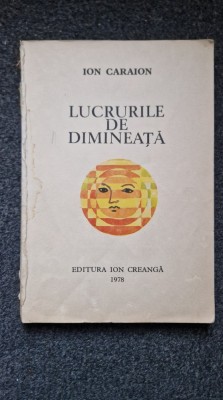 ION CARAION
LUCRURILE
DE
DIMINEAȚĂ
EDITURA ION CREANGĂ
1978